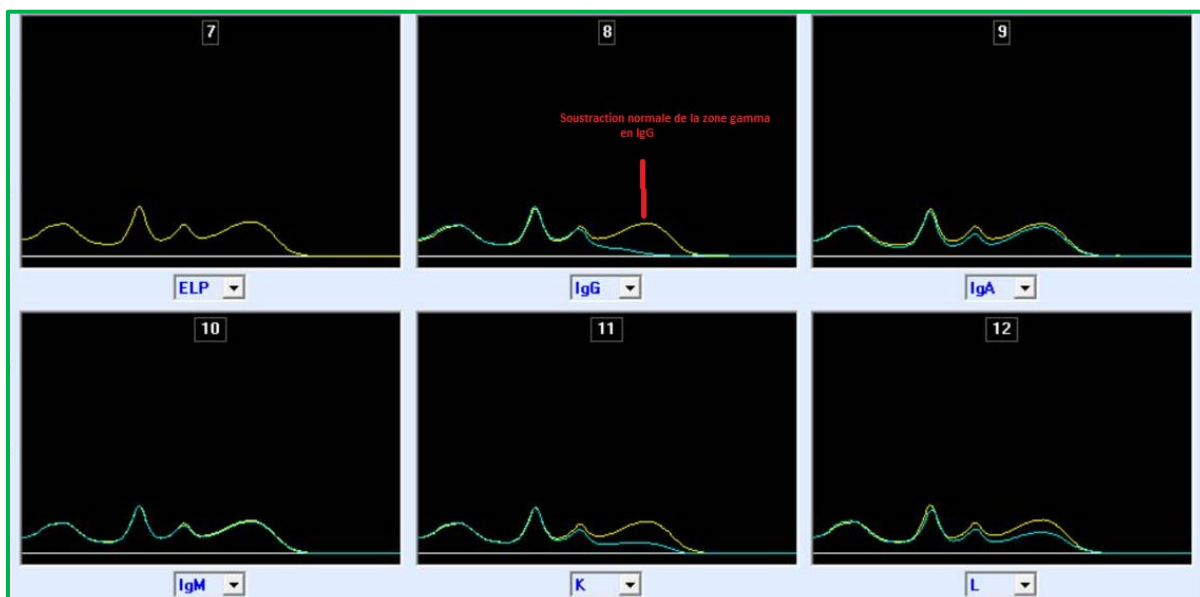 7
8
9
Soustraction normale de la zone gamma
en IgG
ELP
IgG
IgA
10
11
12
IgM
K
L